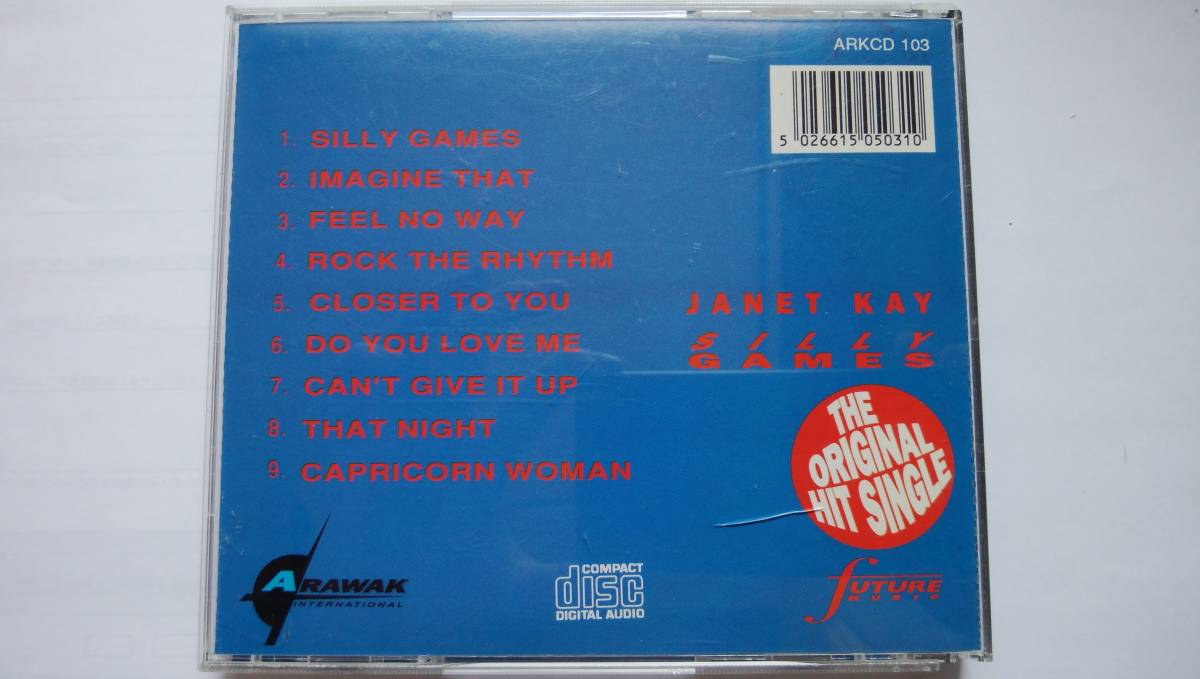 ARKCD 103
5 026615 050310
1. SILLY GAMES
2. IMAGINE THAT
3. FEEL NO WAY
4. ROCK THE RHYTHM
5. CLOSER TO YOU
6. DO YOU LOVE ME
7. CAN'T GIVE IT UP
8. THAT NIGHT
9. CAPRICORN WOMAN
JANET KAY
SILLY
GAMES
THE
ORIGINAL
HIT SINGLE
ARAWAK
INTERNATIONAL
COMPACT
disc
DIGITAL AUDIO
FUTURE
MUSIC